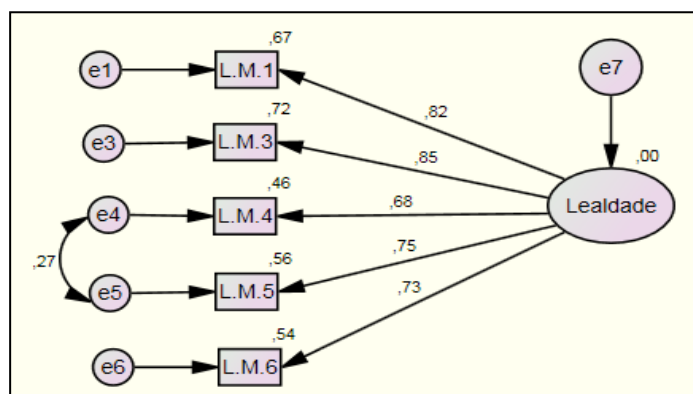 ,67
e1
L.M.1
e7
,72
,82
e3
L.M.3
,00
,85
,46
e4
L.M.4
,68
Lealdade
,27
,56
,75
e5
L.M.5
,73
,54
e6
L.M.6